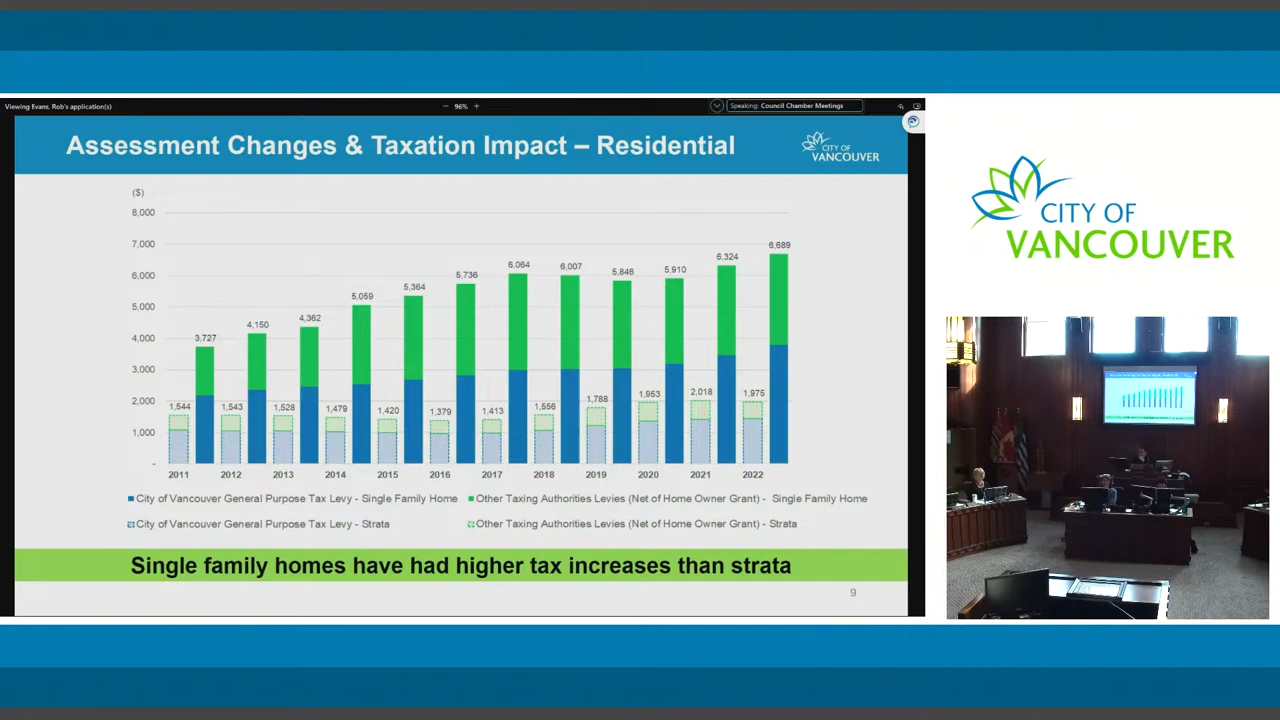 Viewing Evans, Rob's application(s)
96%
Speaking: Council Chamber Meetings
Assessment Changes & Taxation Impact – Residential
CITY OF
VANCOUVER
CITY OF
VANCOUVER
($)
8,000
7,000
6,000
5,000
4,000
3,000
2,000
1,000
-
3,727
4,150
4,362
5,059
5,364
5,736
6,064
6,007
5,846
5,910
6,324
6,689
1,544
1,543
1,528
1,479
1,420
1,379
1,413
1,556
1,788
1,953
2,018
1,975
2011 2012 2013 2014 2015 2016 2017 2018 2019 2020 2021 2022
City of Vancouver General Purpose Tax Levy - Single Family Home
Other Taxing Authorities Levies (Net of Home Owner Grant) - Single Family Home
City of Vancouver General Purpose Tax Levy - Strata
Other Taxing Authorities Levies (Net of Home Owner Grant) - Strata
Single family homes have had higher tax increases than strata
9